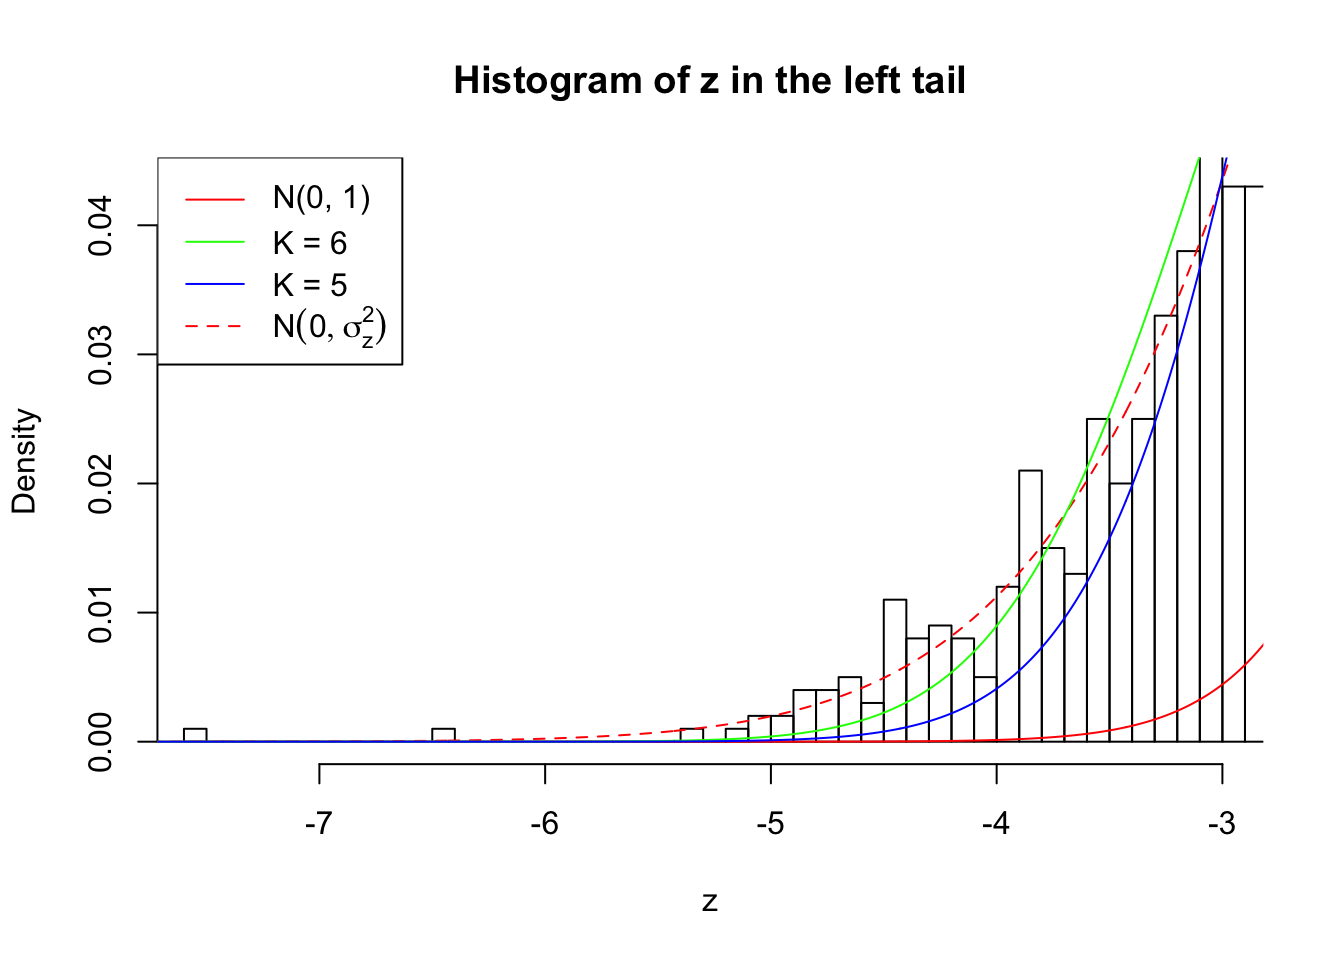 Histogram of z in the left tail
N(0, 1)
K = 6
K = 5
N(0, σ_z^2)
Density
0.04
0.03
0.02
0.01
0.00
-7 -6 -5 -4 -3
z